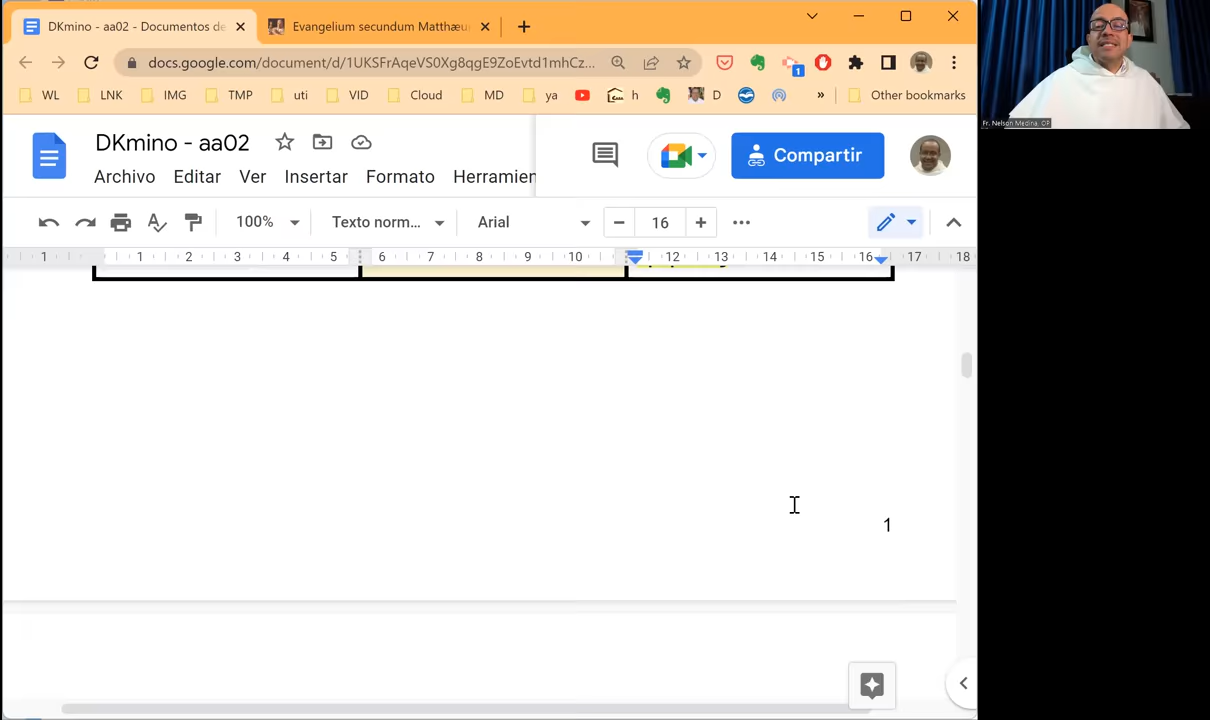 DKmino - aa02 - Documentos de
Evangelium secundum Matthæu
docs.google.com/document/d/1UKSFrAqeVS0Xg8qgE9ZoEvtd1mhCz...
1
WL LNK IMG TMP uti VID Cloud MD ya h D » Other bookmarks
DKmino - aa02
Archivo Editar Ver Insertar Formato Herramien
Compartir
100% Texto norm... Arial 16
1 1 2 3 4 5 6 7 8 9 10 12 13 14 15 16 17 18
1
Fr. Nelson Medina, OP